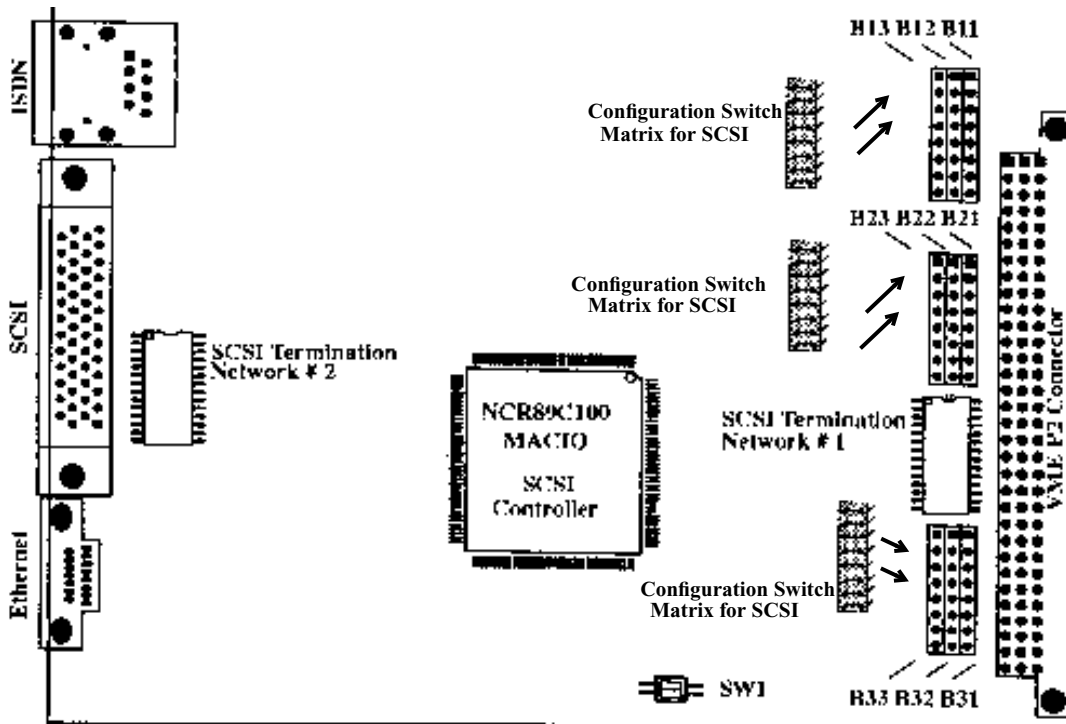 ISDN
SCSI
Ethernet
SCSI Termination
Network # 2
NCR89C100
MACIO
SCSI
Controller
B13 B12 B11
Configuration Switch
Matrix for SCSI
B23 B22 B21
Configuration Switch
Matrix for SCSI
SCSI Termination
Network # 1
VME P2 Connector
Configuration Switch
Matrix for SCSI
B33 B32 B31
SW1